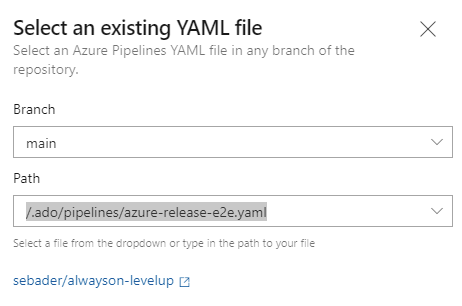 Select an existing YAML file
Select an Azure Pipelines YAML file in any branch of the
repository.
Branch
main
Path
/.ado/pipelines/azure-release-e2e.yaml
Select a file from the dropdown or type in the path to your file
sebader/alwayson-levelup